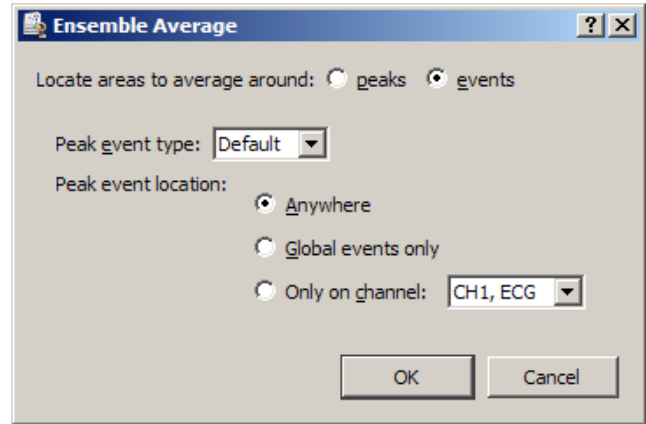 Ensemble Average
Locate areas to average around: peaks events
Peak event type: Default
Peak event location:
Anywhere
Global events only
Only on channel: CH1, ECG
OK Cancel